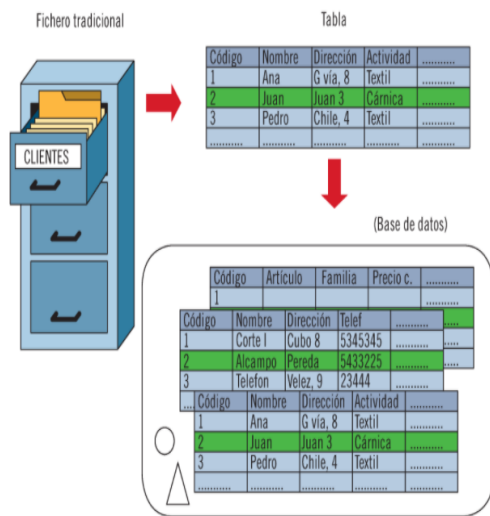 Fichero tradicional
Tabla
Código Nombre Dirección Actividad ...........
1 Ana G vía, 8 Textil ...........
2 Juan Juan 3 Cárnica ...........
3 Pedro Chile, 4 Textil ...........
........... ........... ........... ........... ...........
CLIENTES
(Base de datos)
Código Artículo Familia Precio c. ...........
1 ...........
Código Nombre Dirección Telef ...........
1 Corte I Cubo 8 5345345 ...........
2 Alcampo Pereda 5433225 ...........
3 Telefon Velez, 9 23444 ...........
Código Nombre Dirección Actividad ...........
1 Ana G vía, 8 Textil ...........
2 Juan Juan 3 Cárnica ...........
3 Pedro Chile, 4 Textil ...........
........... ........... ........... ........... ...........